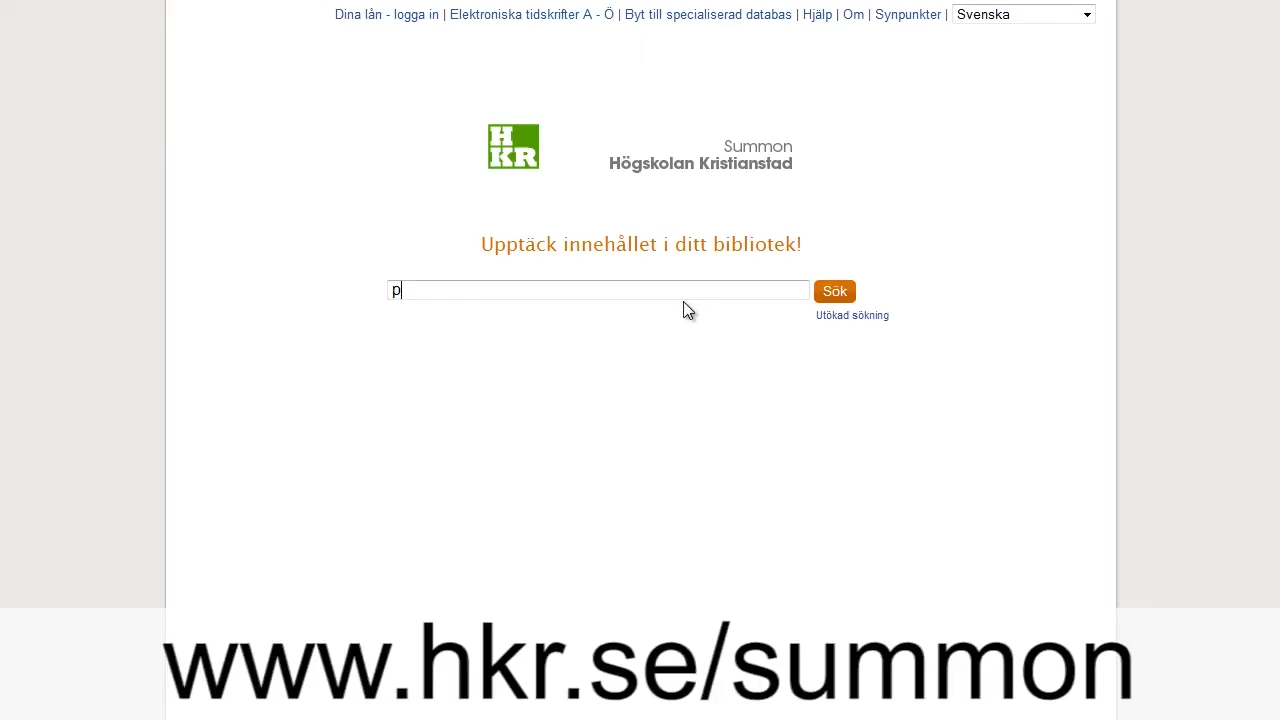 Dina lån - logga in | Elektroniska tidskrifter A - Ö | Byt till specialiserad databas | Hjälp | Om | Synpunkter | Svenska
H
KR
Summon
Högskolan Kristianstad
Upptäck innehållet i ditt bibliotek!
p
Sök
Utökad sökning
www.hkr.se/summon